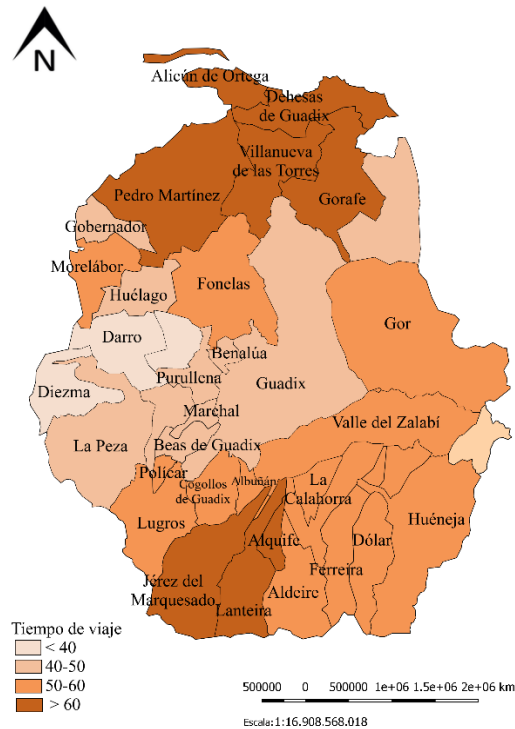 N
Alicún de Ortega
Dehesas
de Guadix
Villanueva
de las Torres
Pedro Martínez
Gorafe
Gobernador
Morelábor
Fonelas
Huélago
Gor
Darro
Benalúa
Purullena
Guadix
Diezma
Marchal
Valle del Zalabí
La Peza
Beas de Guadix
Polícar
Cogollos
de Guadix
Albuñán
La
Calahorra
Lugros
Huéneja
Alquife
Dólar
Ferreira
Jérez del
Marquesado
Aldeire
Lanteira
Tiempo de viaje
< 40
40-50
50-60
> 60
500000 0 500000 1e+06 1.5e+06 2e+06 km
Escala: 1:16.908.568.018